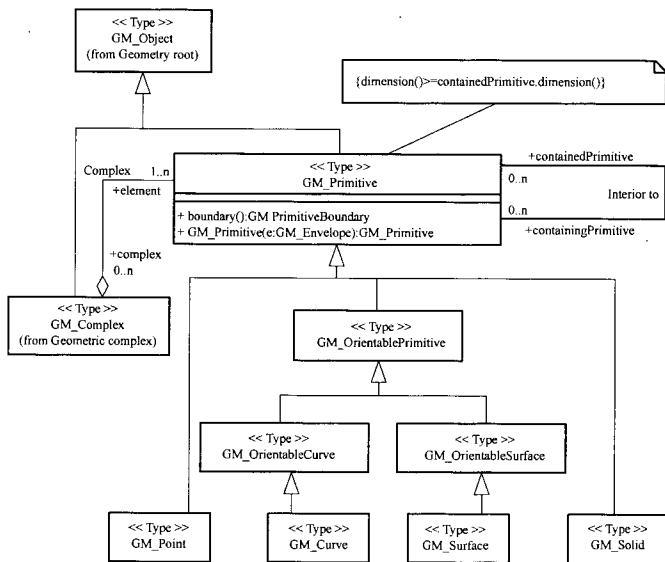 << Type >>
GM_Object
(from Geometry root)
{dimension()>=containedPrimitive.dimension()}
Complex
1..n
+element
<< Type >>
GM_Primitive
+ boundary():GM PrimitiveBoundary
+ GM_Primitive(e:GM_Envelope):GM_Primitive
+containedPrimitive
0..n
Interior to
0..n
+containingPrimitive
+complex
0..n
<< Type >>
GM_Complex
(from Geometric complex)
<< Type >>
GM_OrientablePrimitive
<< Type >>
GM_OrientableCurve
<< Type >>
GM_OrientableSurface
<< Type >>
GM_Point
<< Type >>
GM_Curve
<< Type >>
GM_Surface
<< Type >>
GM_Solid